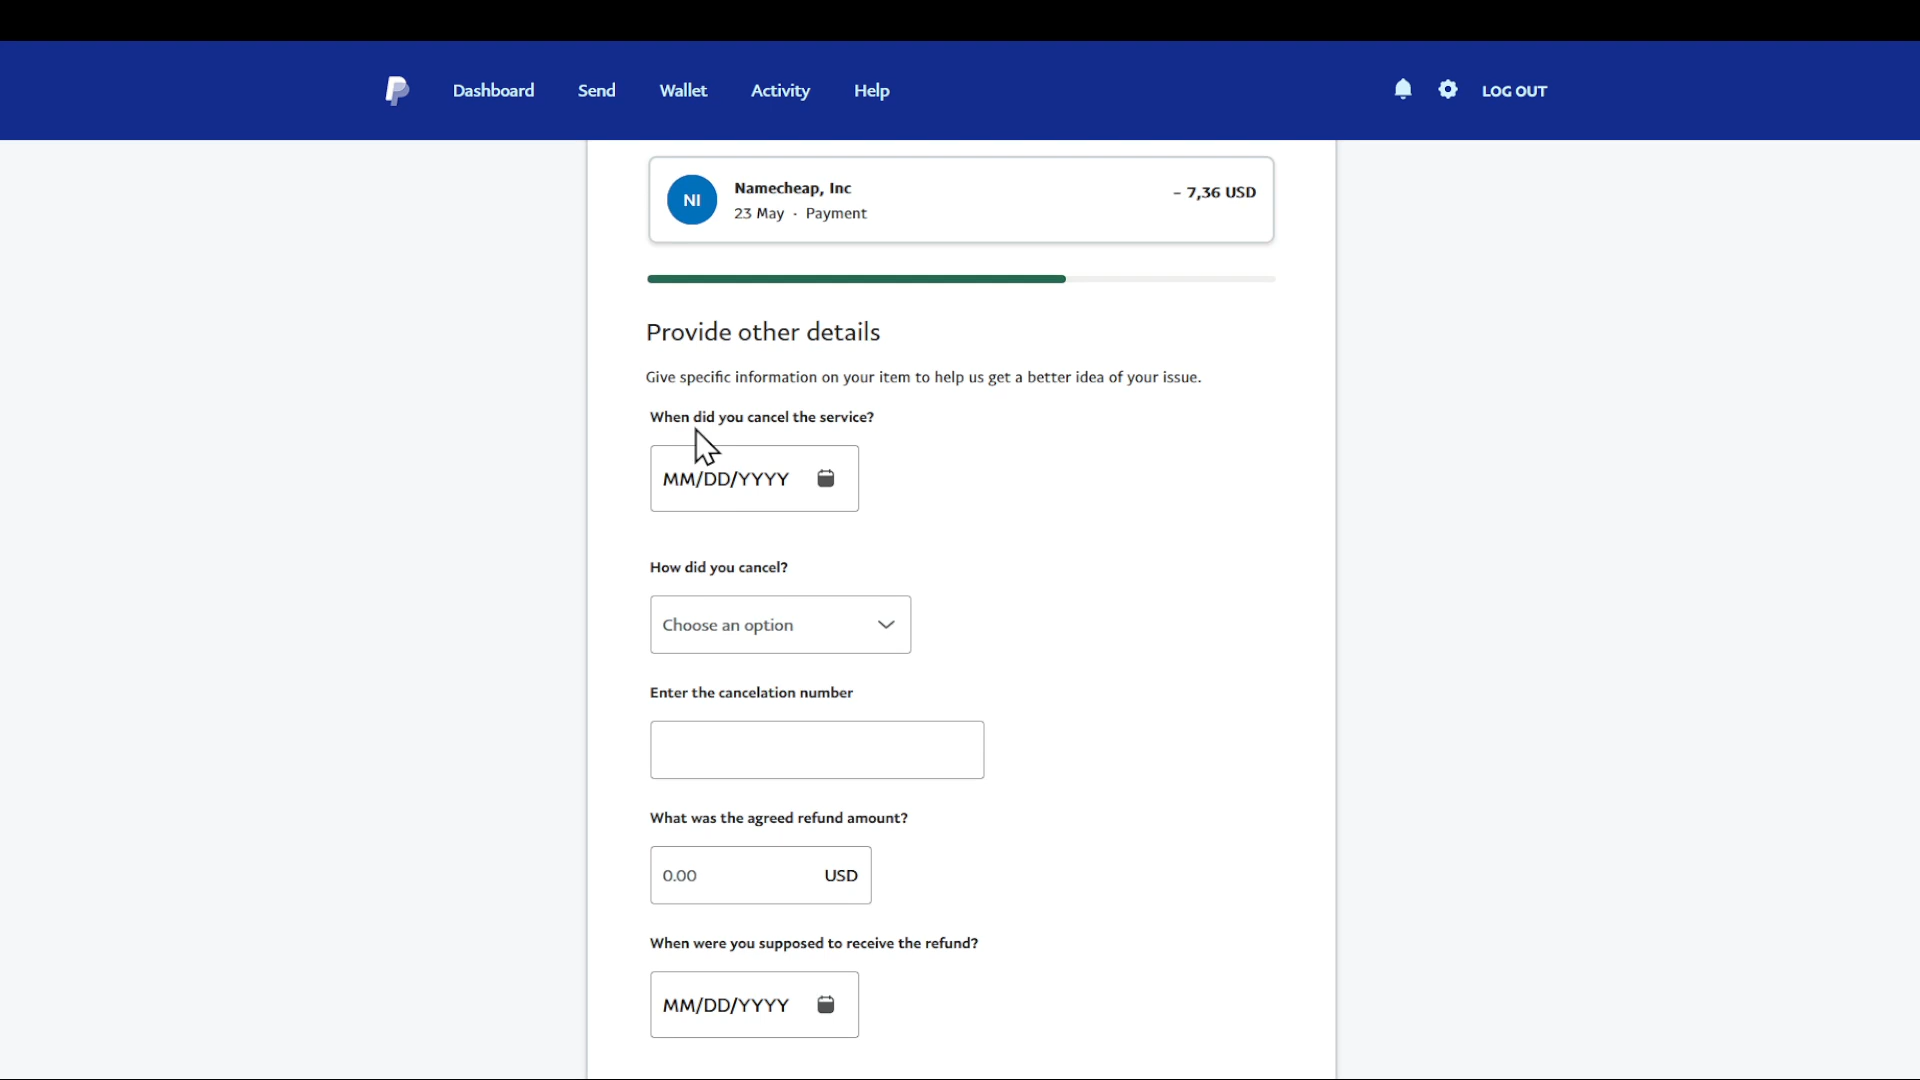 Dashboard Send Wallet Activity Help LOG OUT
NI Namecheap, Inc - 7,36 USD
23 May · Payment
Provide other details
Give specific information on your item to help us get a better idea of your issue.
When did you cancel the service?
MM/DD/YYYY
How did you cancel?
Choose an option
Enter the cancelation number
What was the agreed refund amount?
0.00 USD
When were you supposed to receive the refund?
MM/DD/YYYY